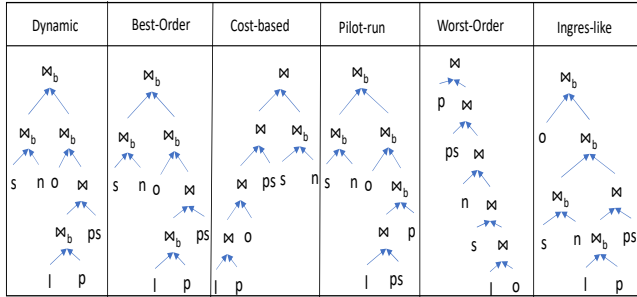 Dynamic Best-Order Cost-based Pilot-run Worst-Order Ingres-like
⋈b
⋈b ⋈b
s n o ⋈
⋈b ps
l p
⋈b
⋈b ⋈b
s n o ⋈
⋈b ps
l p
⋈
⋈ ⋈b
⋈ ps s n
⋈ o
l p
⋈b
⋈b ⋈b
s n o ⋈b
⋈ p
l ps
⋈
p ⋈
ps ⋈
n ⋈
s ⋈
l o
⋈b
o ⋈b
⋈b ⋈
s n ⋈b ps
l p